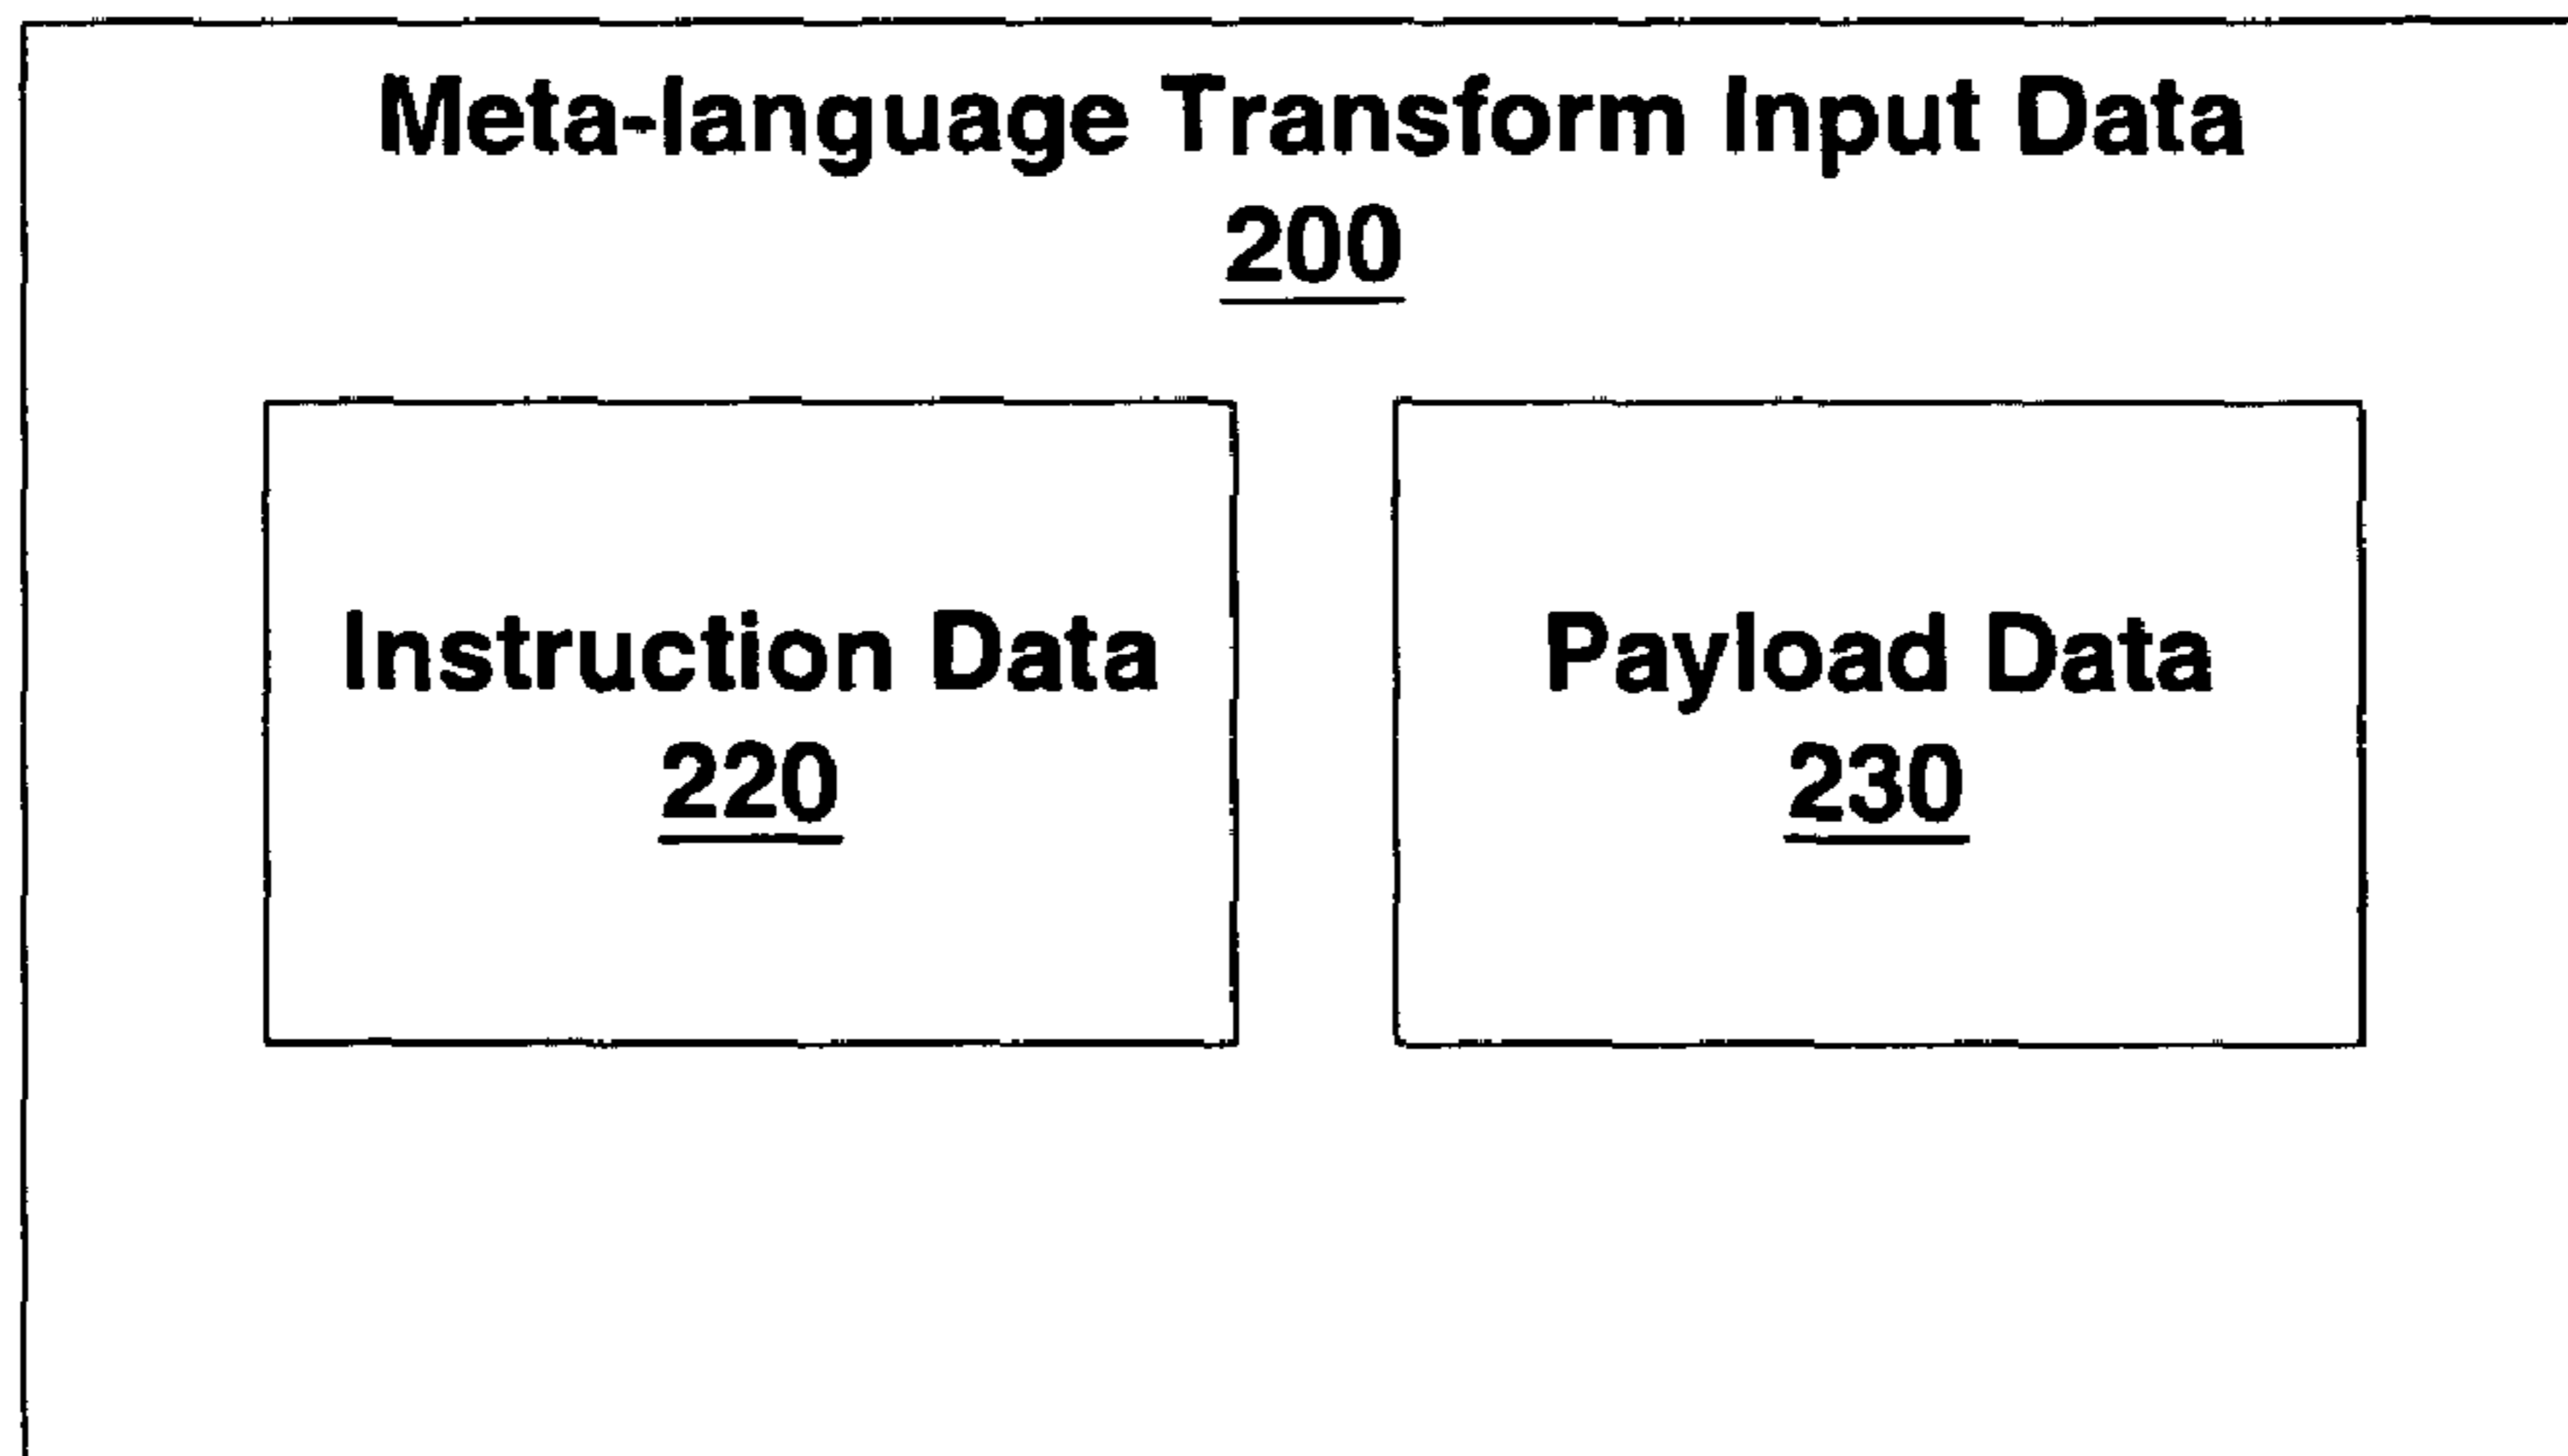 Meta-language Transform Input Data
200
Instruction Data
220
Payload Data
230